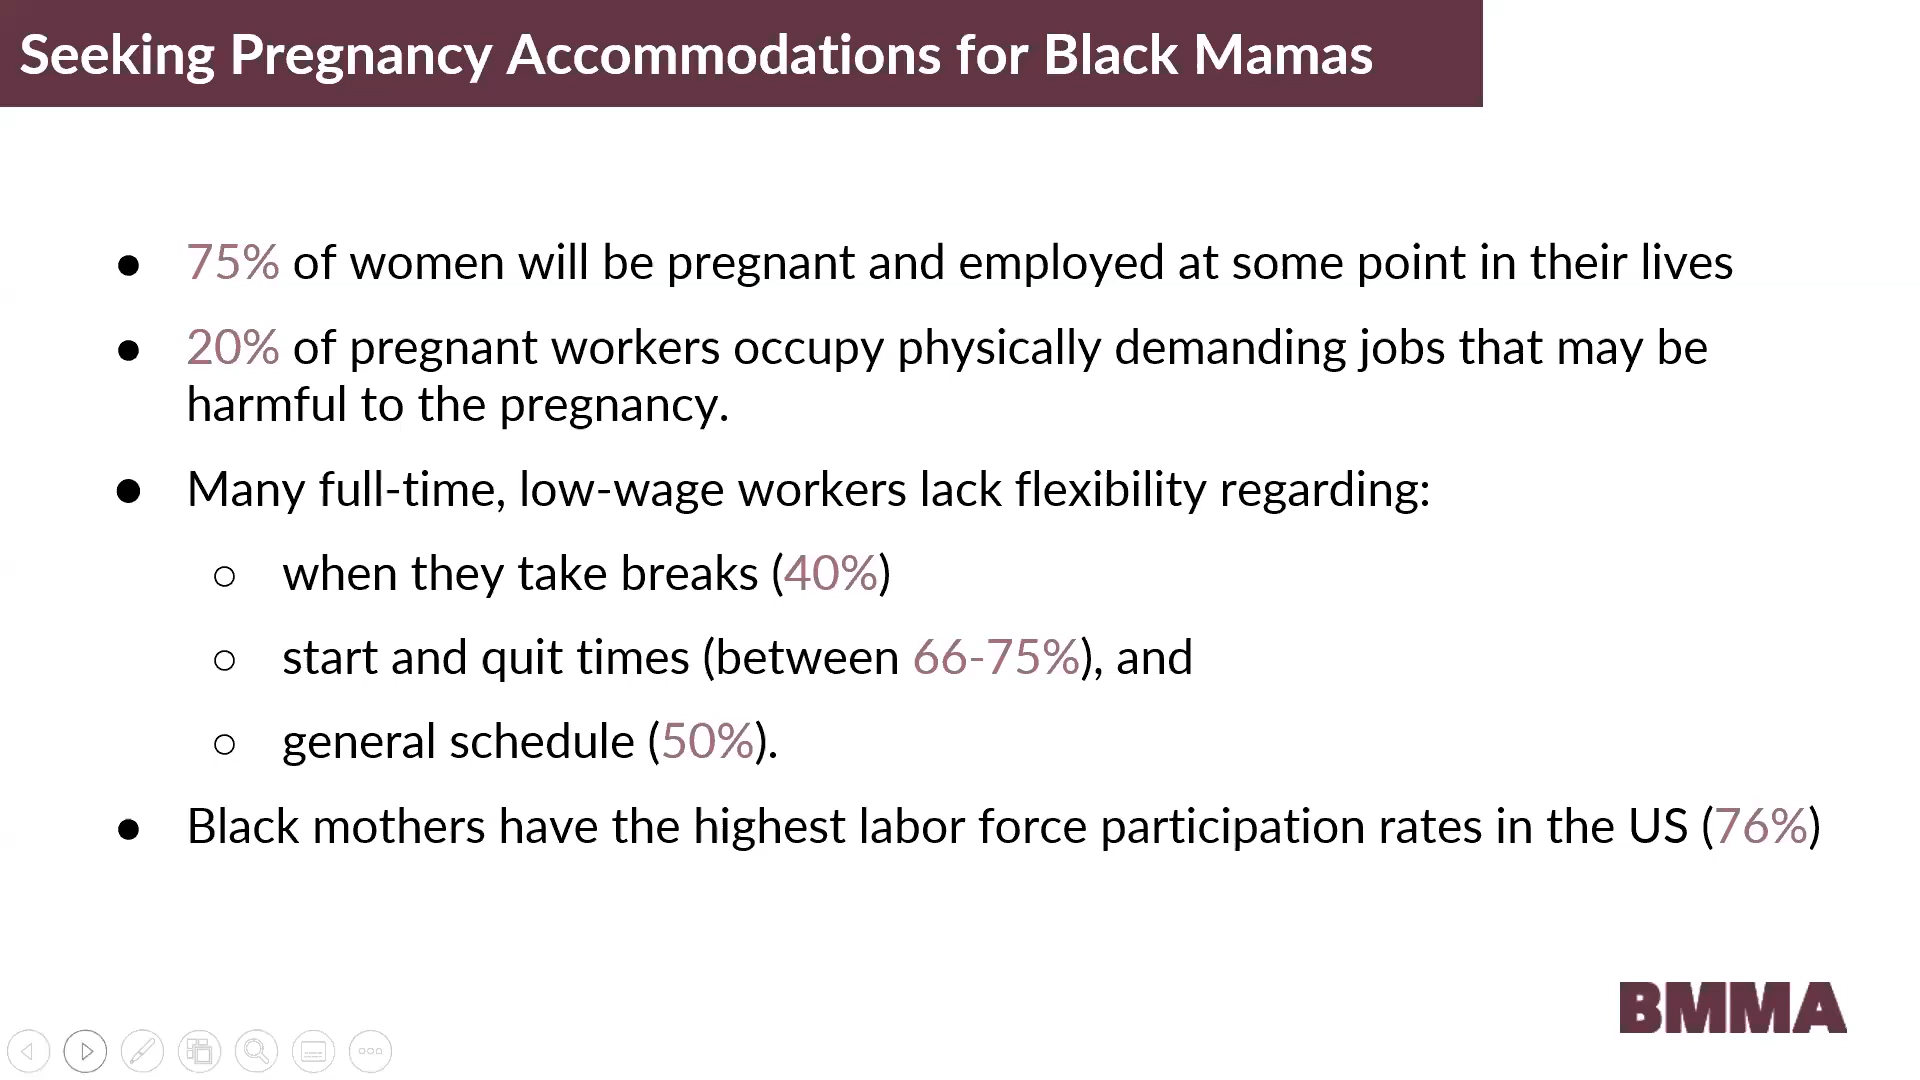 Seeking Pregnancy Accommodations for Black Mamas
● 75% of women will be pregnant and employed at some point in their lives
● 20% of pregnant workers occupy physically demanding jobs that may be
harmful to the pregnancy.
● Many full-time, low-wage workers lack flexibility regarding:
○ when they take breaks (40%)
○ start and quit times (between 66-75%), and
○ general schedule (50%).
● Black mothers have the highest labor force participation rates in the US (76%)
BMMA